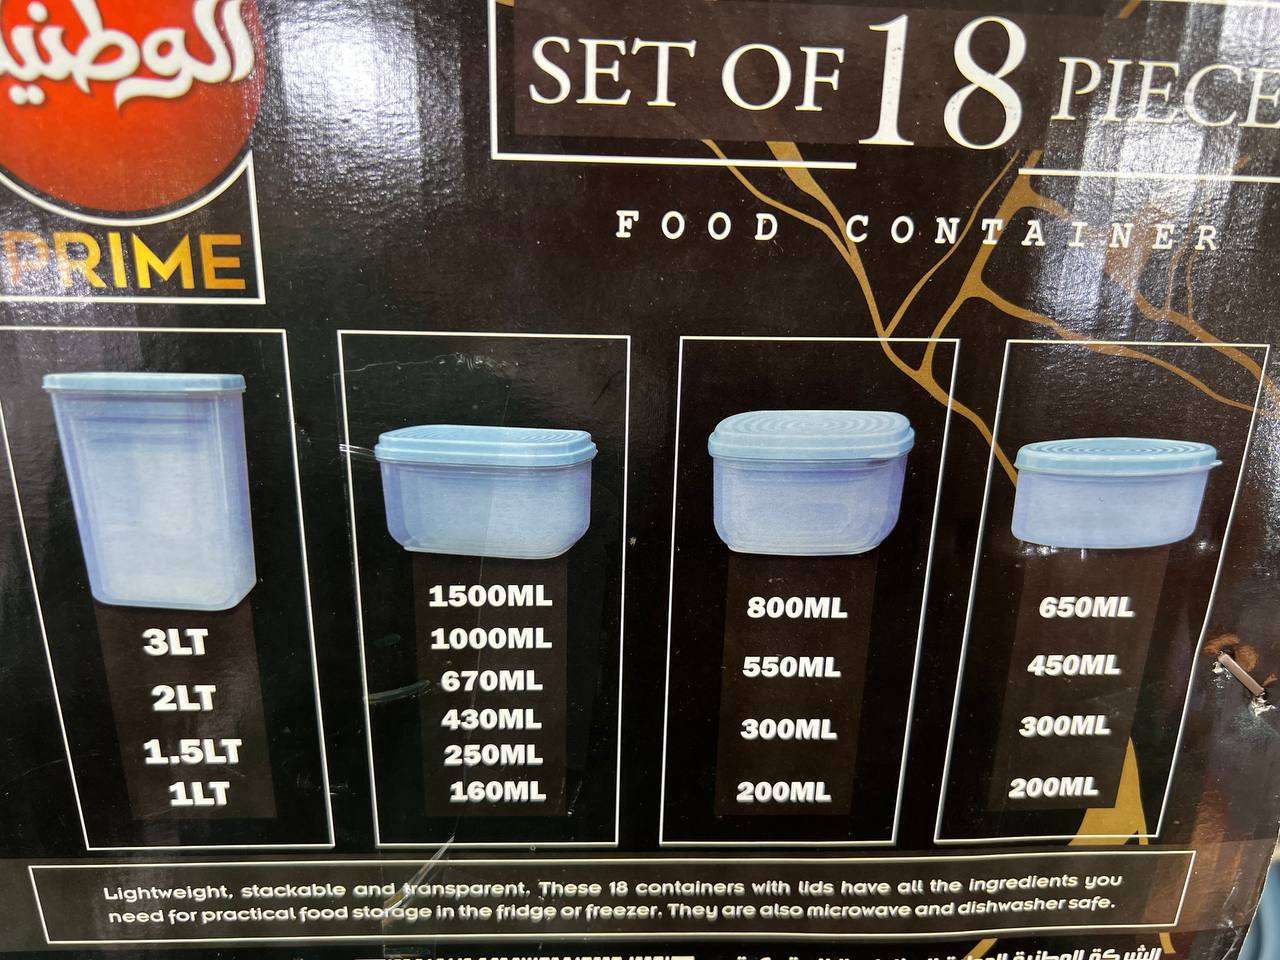 الوطنية
PRIME
SET OF 18 PIECE
FOOD CONTAINER
3LT
2LT
1.5LT
1LT
1500ML
1000ML
670ML
430ML
250ML
160ML
800ML
550ML
300ML
200ML
650ML
450ML
300ML
200ML
Lightweight, stackable and transparent. These 18 containers with lids have all the ingredients you
need for practical food storage in the fridge or freezer. They are also microwave and dishwasher safe.
الشركة الوطنية